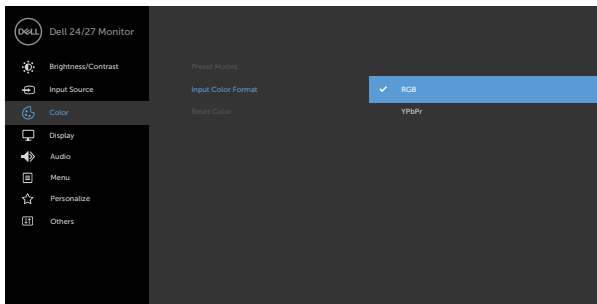 DELL Dell 24/27 Monitor
Brightness/Contrast
Input Source
Color
Display
Audio
Menu
Personalize
Others
Preset Modes
Input Color Format
Reset Color
RGB
YPbPr